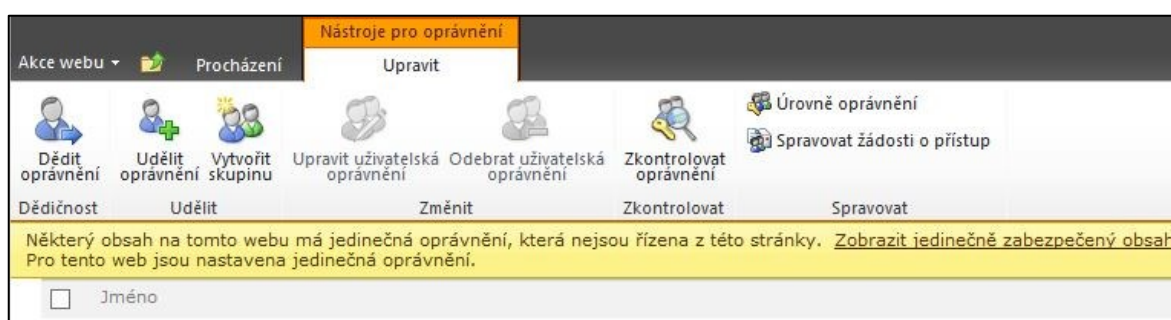 Nástroje pro oprávnění
Akce webu Procházení Upravit
Úrovně oprávnění
Spravovat žádosti o přístup
Dědit oprávnění
Udělit oprávnění
Vytvořit skupinu
Upravit uživatelská oprávnění
Odebrat uživatelská oprávnění
Zkontrolovat oprávnění
Dědičnost Udělit Změnit Zkontrolovat Spravovat
Některý obsah na tomto webu má jedinečná oprávnění, která nejsou řízena z této stránky. Zobrazit jedinečně zabezpečený obsah
Pro tento web jsou nastavena jedinečná oprávnění.
Jméno